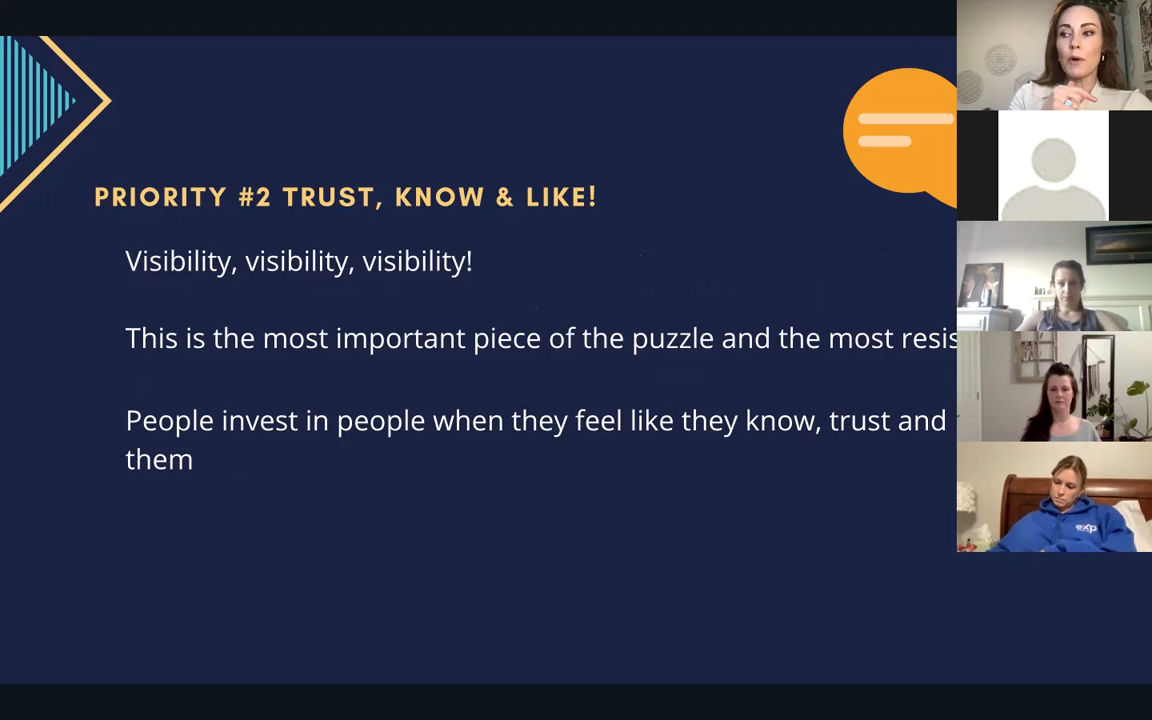 PRIORITY #2 TRUST, KNOW & LIKE!
Visibility, visibility, visibility!
This is the most important piece of the puzzle and the most
People invest in people when they feel like they know, trust and
them
exp